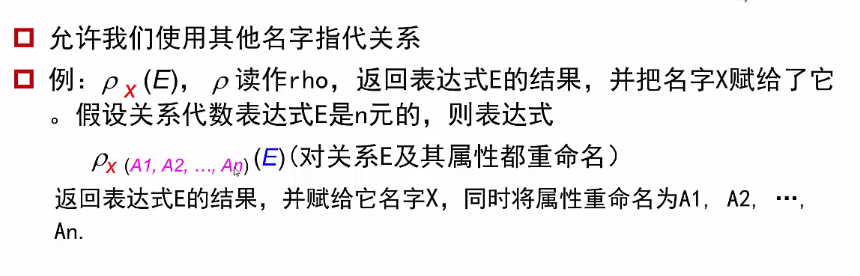 允许我们使用其他名字指代关系
例：ρ x (E)，ρ 读作rho，返回表达式E的结果，并把名字X赋给了它
。假设关系代数表达式E是n元的，则表达式
ρx (A1, A2, …, An) (E)(对关系E及其属性都重命名）
返回表达式E的结果，并赋给它名字X，同时将属性重命名为A1, A2, …,
An.